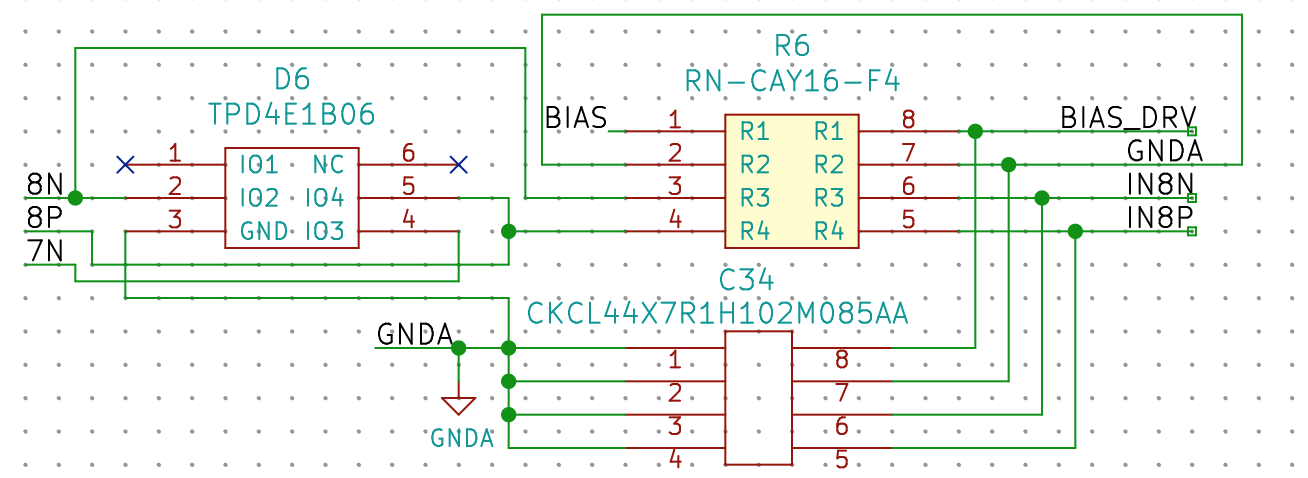 R6
RN-CAY16-F4
D6
TPD4E1B06
BIAS 1 R1 R1 8 BIAS_DRV
1 IO1 NC 6 2 R2 R2 7 GNDA
8N 2 IO2 IO4 5 3 R3 R3 6 IN8N
8P 3 GND IO3 4 4 R4 R4 5 IN8P
7N
C34
CKCL44X7R1H102M085AA
GNDA
1 8
2 7
3 6
GNDA
4 5